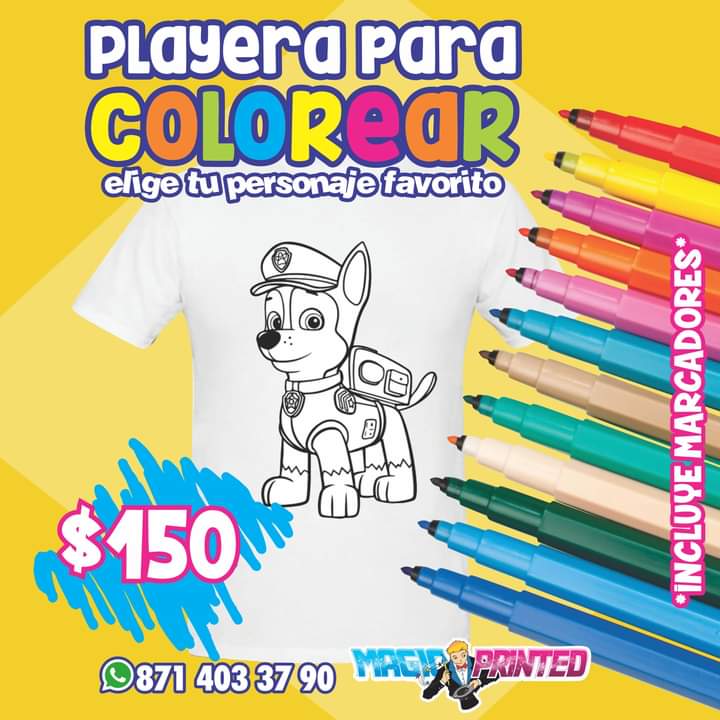 PLAYERA PARA
COLOREAR
elige tu personaje favorito
*INCLUYE MARCADORES*
$150
871 403 37 90
MAGIC PRINTED